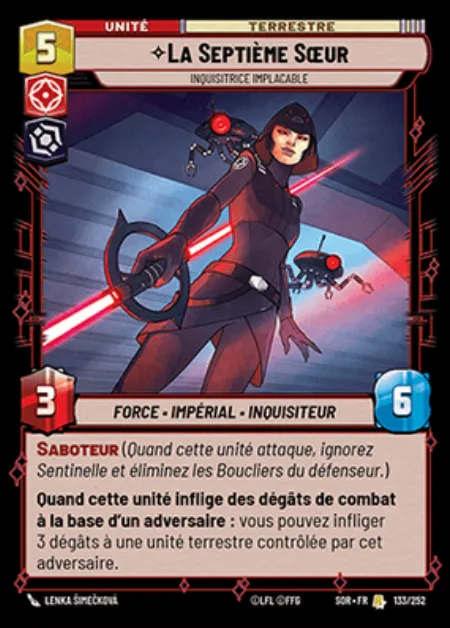 UNITÉ
TERRESTRE
5
LA SEPTIÈME SŒUR
INQUISITRICE IMPLACABLE
3
6
FORCE • IMPÉRIAL • INQUISITEUR
SABOTEUR (Quand cette unité attaque, ignorez
Sentinelle et éliminez les Boucliers du défenseur.)
Quand cette unité inflige des dégâts de combat
à la base d'un adversaire : vous pouvez infliger
3 dégâts à une unité terrestre contrôlée par cet
adversaire.
LENKA ŠIMEČKOVÁ
©LFL ©FFG
SOR • FR
R
133/252